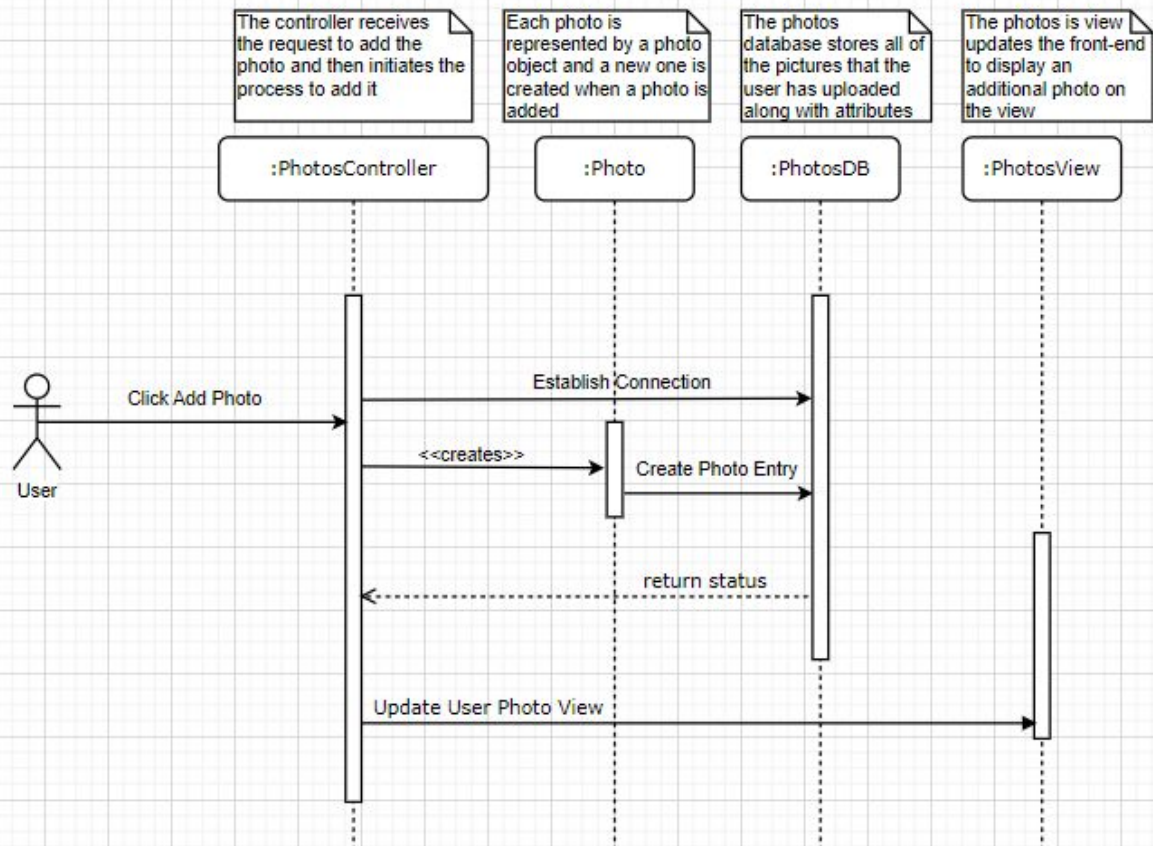 The controller receives
the request to add the
photo and then initiates the
process to add it
Each photo is
represented by a photo
object and a new one is
created when a photo is
added
The photos
database stores all of
the pictures that the
user has uploaded
along with attributes
The photos is view
updates the front-end
to display an
additional photo on
the view
:PhotosController
:Photo
:PhotosDB
:PhotosView
Establish Connection
Click Add Photo
<<creates>>
Create Photo Entry
User
return status
Update User Photo View